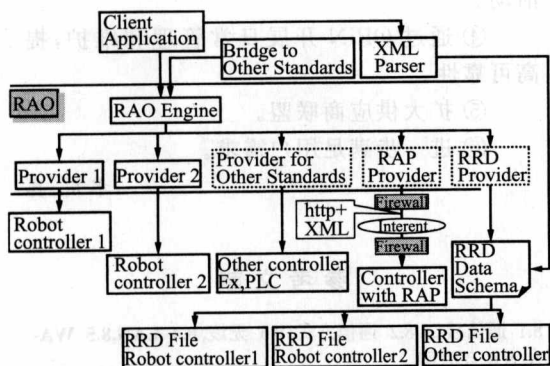 Client
Application
Bridge to
Other Standards
XML
Parser
RAO
RAO Engine
Provider 1
Provider 2
Provider for
Other Standards
RAP
Provider
RRD
Provider
Firewall
http+
XML
Interent
Firewall
Robot
controller 1
Robot
controller 2
Other controller
Ex,PLC
Controller
with RAP
RRD
Data
Schema
RRD File
Robot controller1
RRD File
Robot controller2
RRD File
Other controller